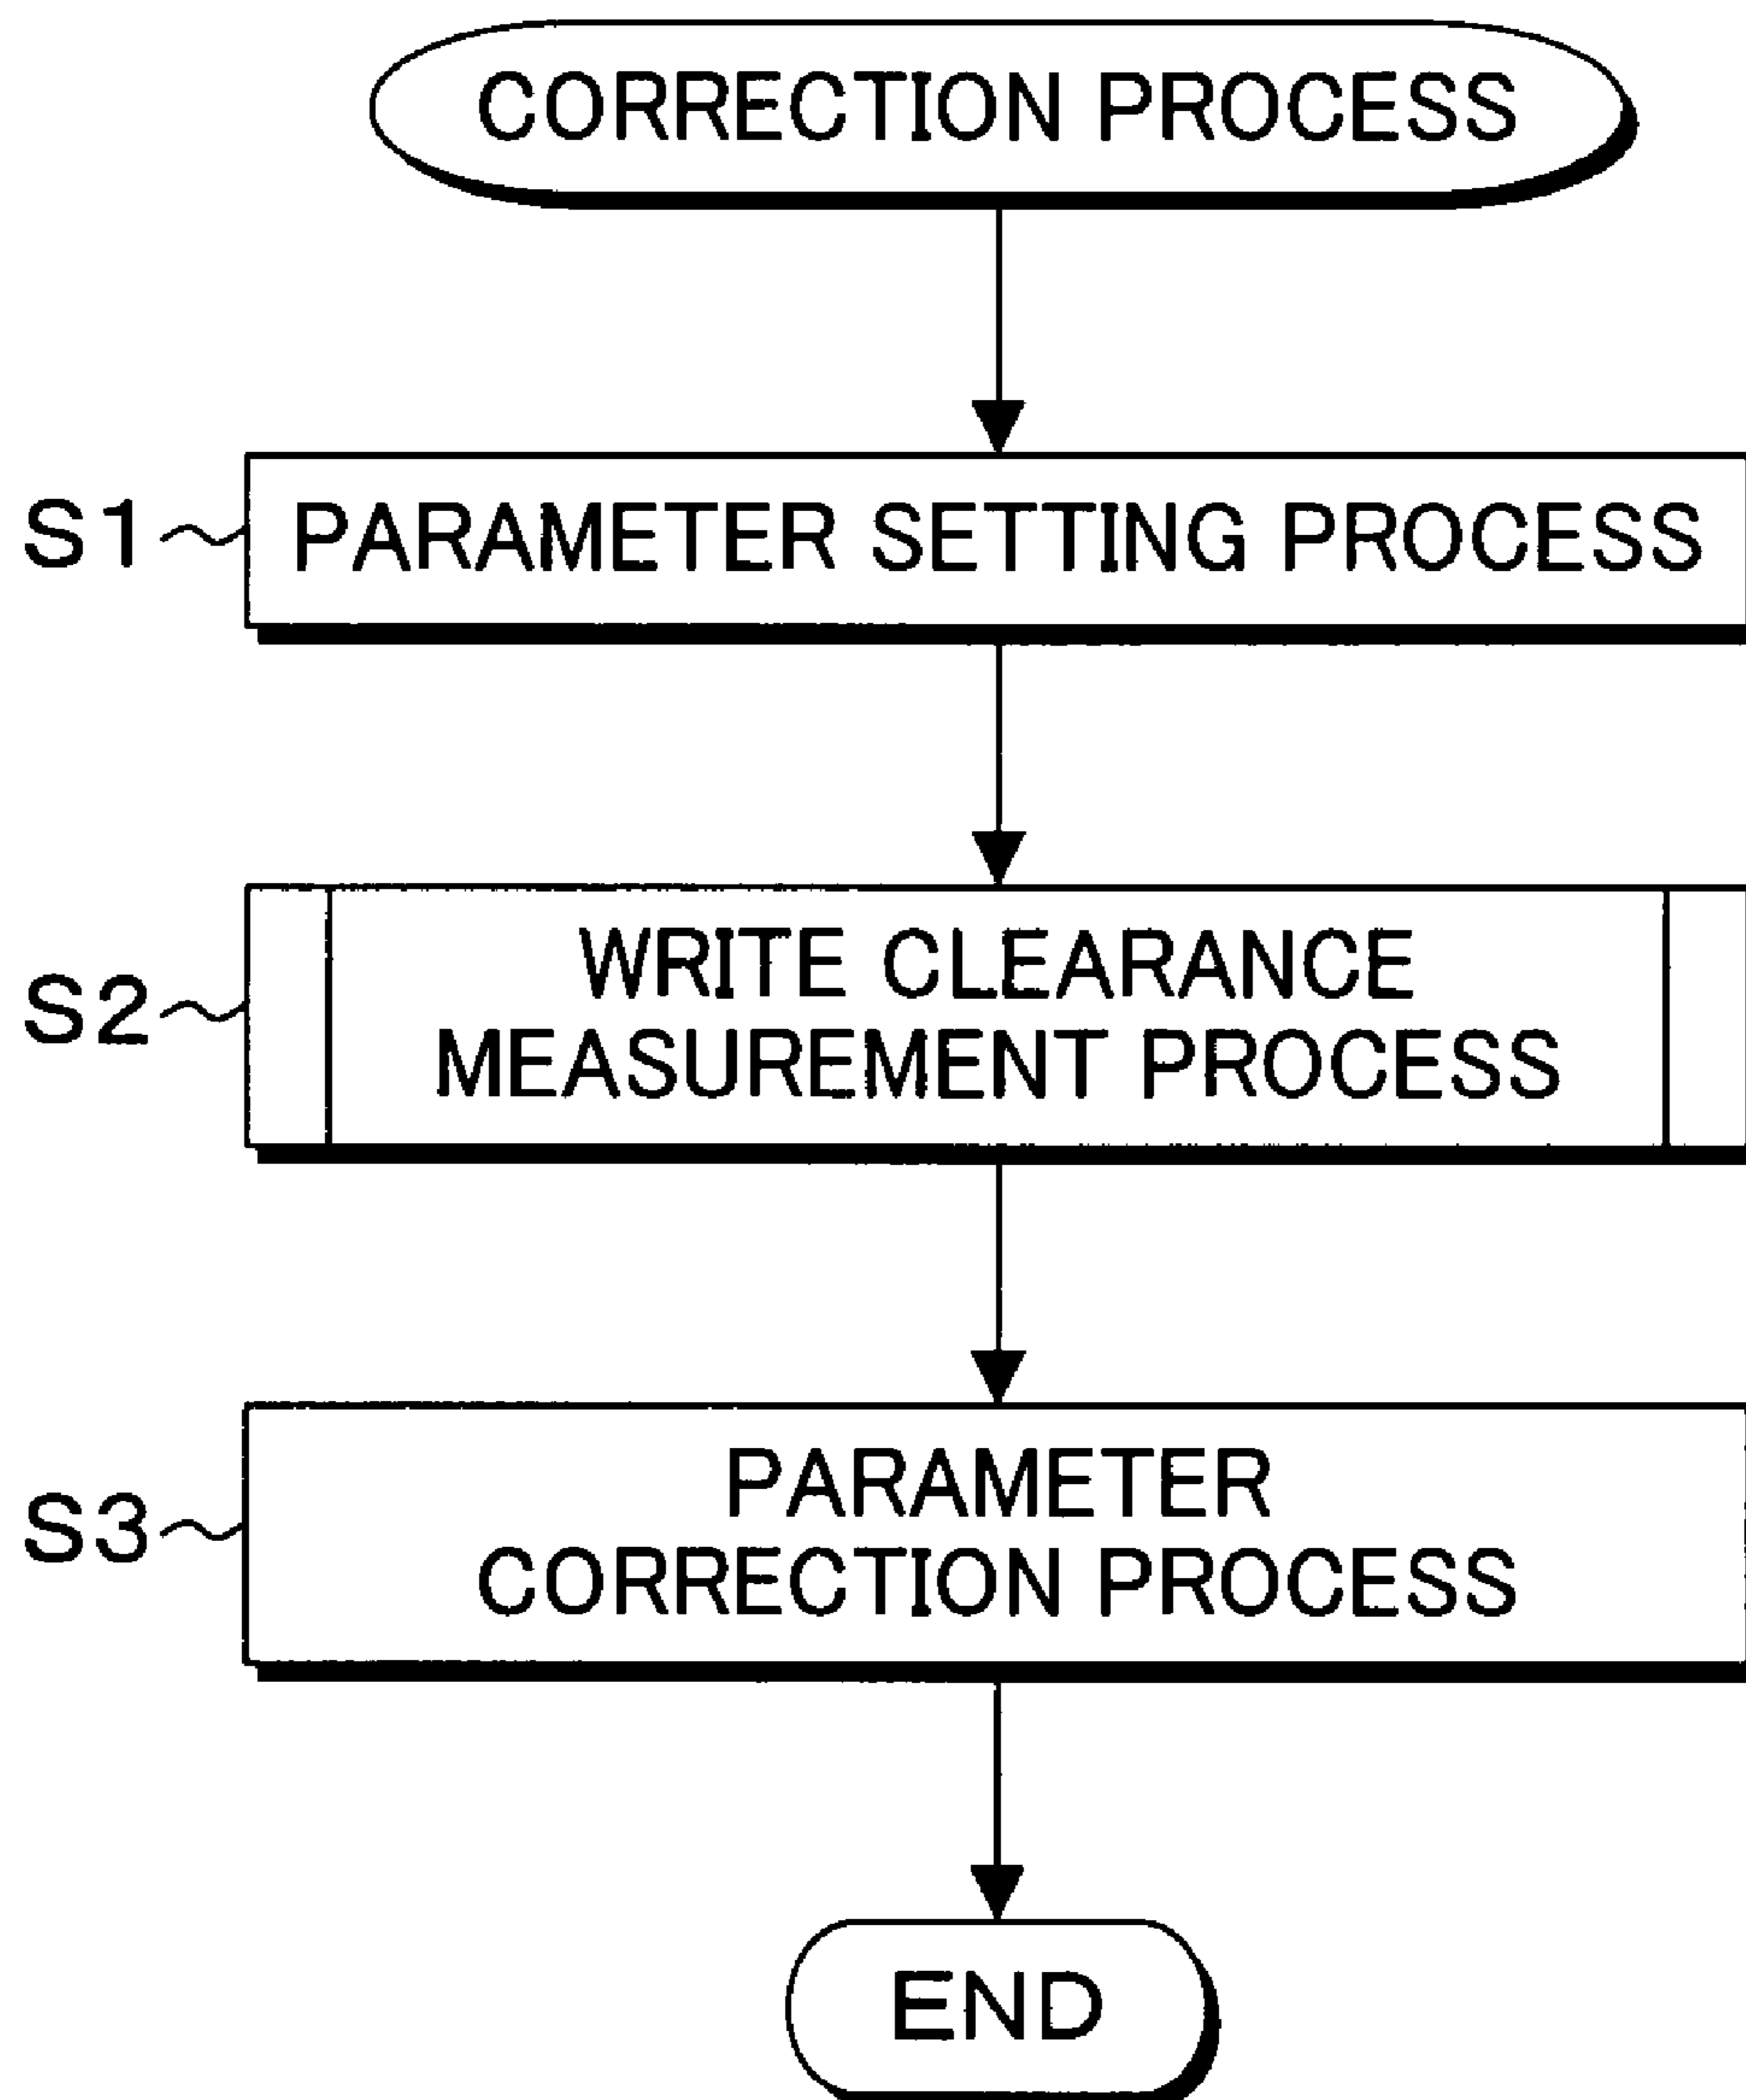 CORRECTION PROCESS
S1 PARAMETER SETTING PROCESS
S2
WRITE CLEARANCE
MEASUREMENT PROCESS
S3
PARAMETER
CORRECTION PROCESS
END